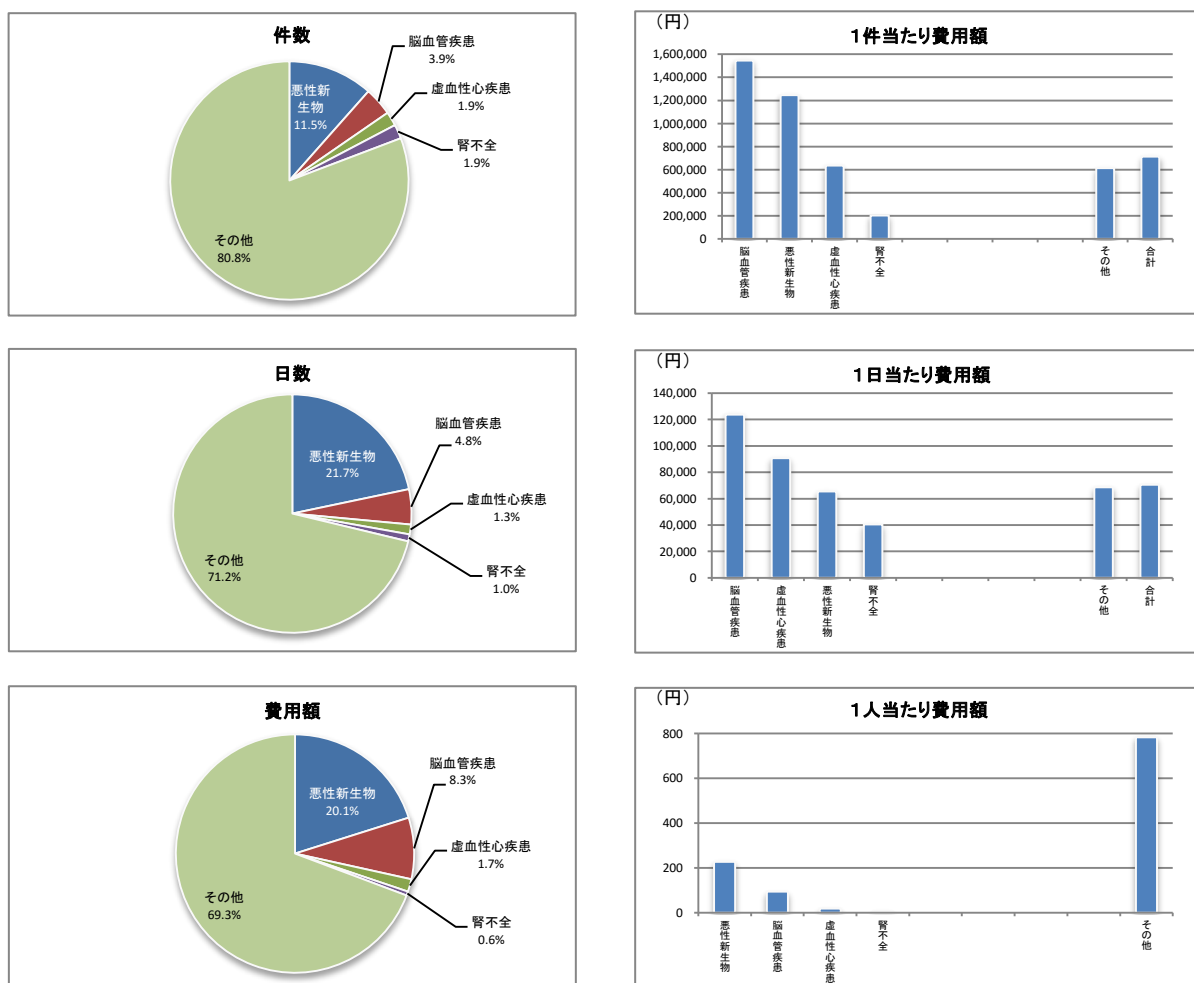 件数
悪性新
生物
11.5%
脳血管疾患
3.9%
虚血性心疾患
1.9%
腎不全
1.9%
その他
80.8%
(円)
1件当たり費用額
1,600,000
1,400,000
1,200,000
1,000,000
800,000
600,000
400,000
200,000
0
脳血管疾患
悪性新生物
虚血性心疾患
腎不全
その他
合計
日数
悪性新生物
21.7%
脳血管疾患
4.8%
虚血性心疾患
1.3%
腎不全
1.0%
その他
71.2%
(円)
1日当たり費用額
140,000
120,000
100,000
80,000
60,000
40,000
20,000
0
脳血管疾患
虚血性心疾患
悪性新生物
腎不全
その他
合計
費用額
悪性新生物
20.1%
脳血管疾患
8.3%
虚血性心疾患
1.7%
腎不全
0.6%
その他
69.3%
(円)
1人当たり費用額
800
600
400
200
0
悪性新生物
脳血管疾患
虚血性心疾患
腎不全
その他